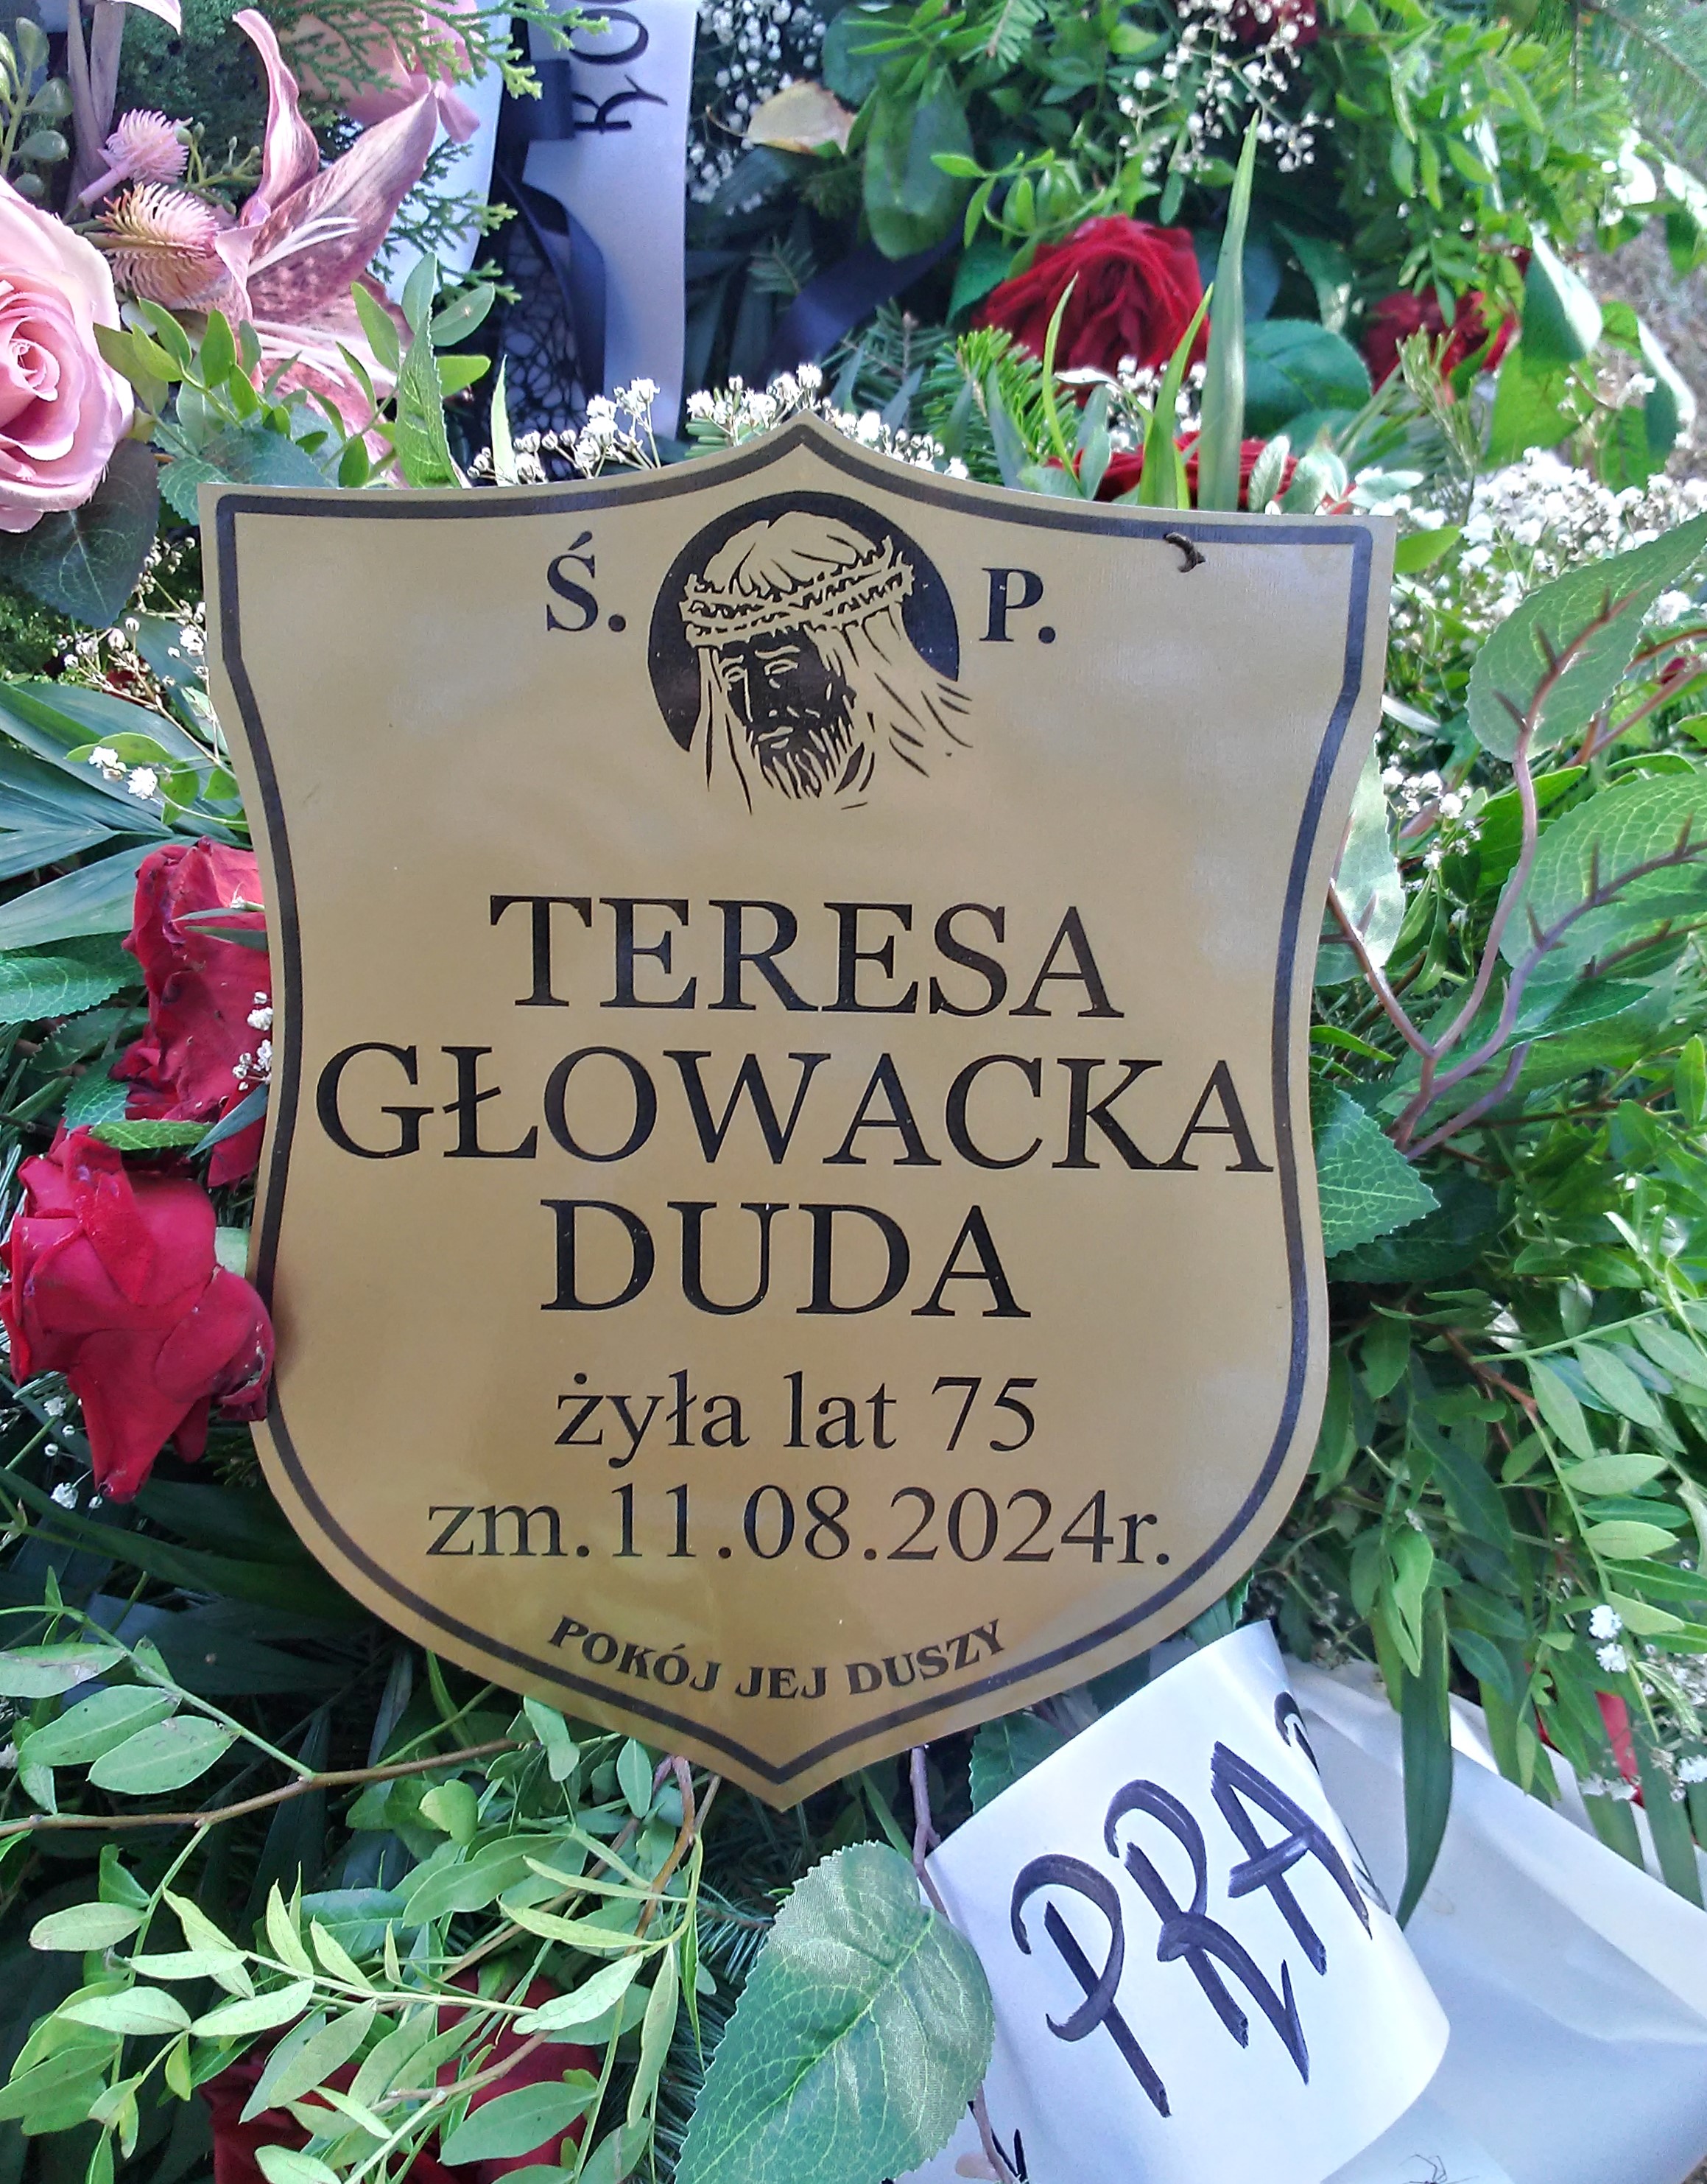 Ś. P.
TERESA
GŁOWACKA
DUDA
żyła lat 75
zm.11.08.2024r.
POKÓJ JEJ DUSZY